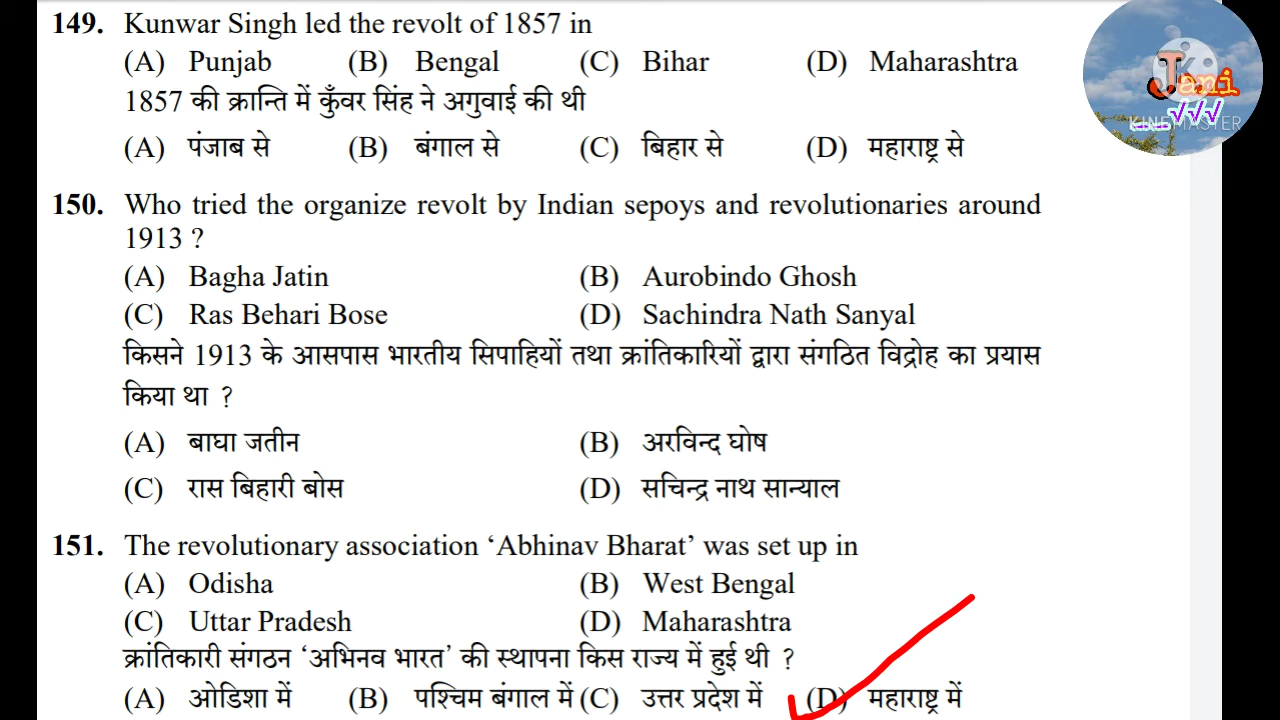 149. Kunwar Singh led the revolt of 1857 in
(A) Punjab (B) Bengal (C) Bihar (D) Maharashtra
1857 की क्रान्ति में कुँवर सिंह ने अगुवाई की थी
(A) पंजाब से (B) बंगाल से (C) बिहार से (D) महाराष्ट्र से
150. Who tried the organize revolt by Indian sepoys and revolutionaries around
1913 ?
(A) Bagha Jatin (B) Aurobindo Ghosh
(C) Ras Behari Bose (D) Sachindra Nath Sanyal
किसने 1913 के आसपास भारतीय सिपाहियों तथा क्रांतिकारियों द्वारा संगठित विद्रोह का प्रयास
किया था ?
(A) बाघा जतीन (B) अरविन्द घोष
(C) रास बिहारी बोस (D) सचिन्द्र नाथ सान्याल
151. The revolutionary association ‘Abhinav Bharat’ was set up in
(A) Odisha (B) West Bengal
(C) Uttar Pradesh (D) Maharashtra
क्रांतिकारी संगठन ‘अभिनव भारत’ की स्थापना किस राज्य में हुई थी ?
(A) ओडिशा में (B) पश्चिम बंगाल में (C) उत्तर प्रदेश में (D) महाराष्ट्र में
Jani
KINEMASTER